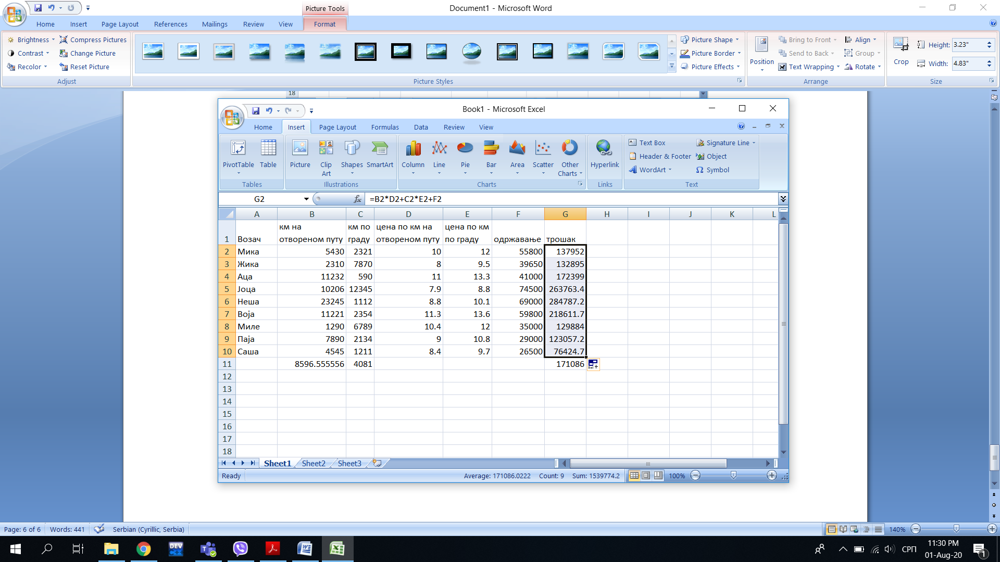 Picture Tools
Document1 - Microsoft Word
Home Insert Page Layout References Mailings Review View Format
Brightness Compress Pictures
Contrast Change Picture
Recolor Reset Picture
Adjust
Picture Styles
Picture Shape
Picture Border
Picture Effects
Position
Bring to Front
Send to Back
Text Wrapping
Align
Group
Rotate
Arrange
Crop
Height: 3.23"
Width: 4.83"
Size
18
Book1 - Microsoft Excel
Home Insert Page Layout Formulas Data Review View
PivotTable Table
Tables
Picture Clip Art Shapes SmartArt
Illustrations
Column Line Pie Bar Area Scatter Other Charts
Charts
Hyperlink
Links
Text Box Signature Line
Header & Footer Object
WordArt Symbol
Text
G2 fx =B2*D2+C2*E2+F2
A B C D E F G H I J K L
км на км по цена по км на цена по км
1 Возач отвореном путу граду отвореном путу по граду одржавање трошак
2 Мика 5430 2321 10 12 55800 137952
3 Жика 2310 7870 8 9.5 39650 132895
4 Аца 11232 590 11 13.3 41000 172399
5 Јоца 10206 12345 7.9 8.8 74500 263763.4
6 Неша 23245 1112 8.8 10.1 69000 284787.2
7 Воја 11221 2354 11.3 13.6 59800 218611.7
8 Миле 1290 6789 10.4 12 35000 129884
9 Паја 7890 2134 9 10.8 29000 123057.2
10 Саша 4545 1211 8.4 9.7 26500 76424.7
11 8596.555556 4081 171086
12
13
14
15
16
17
18
Sheet1 Sheet2 Sheet3
Ready Average: 171086.0222 Count: 9 Sum: 1539774.2 100%
Page: 6 of 6 Words: 441 Serbian (Cyrillic, Serbia) 140%
DEV
СРП
11:30 PM
01-Aug-20
1